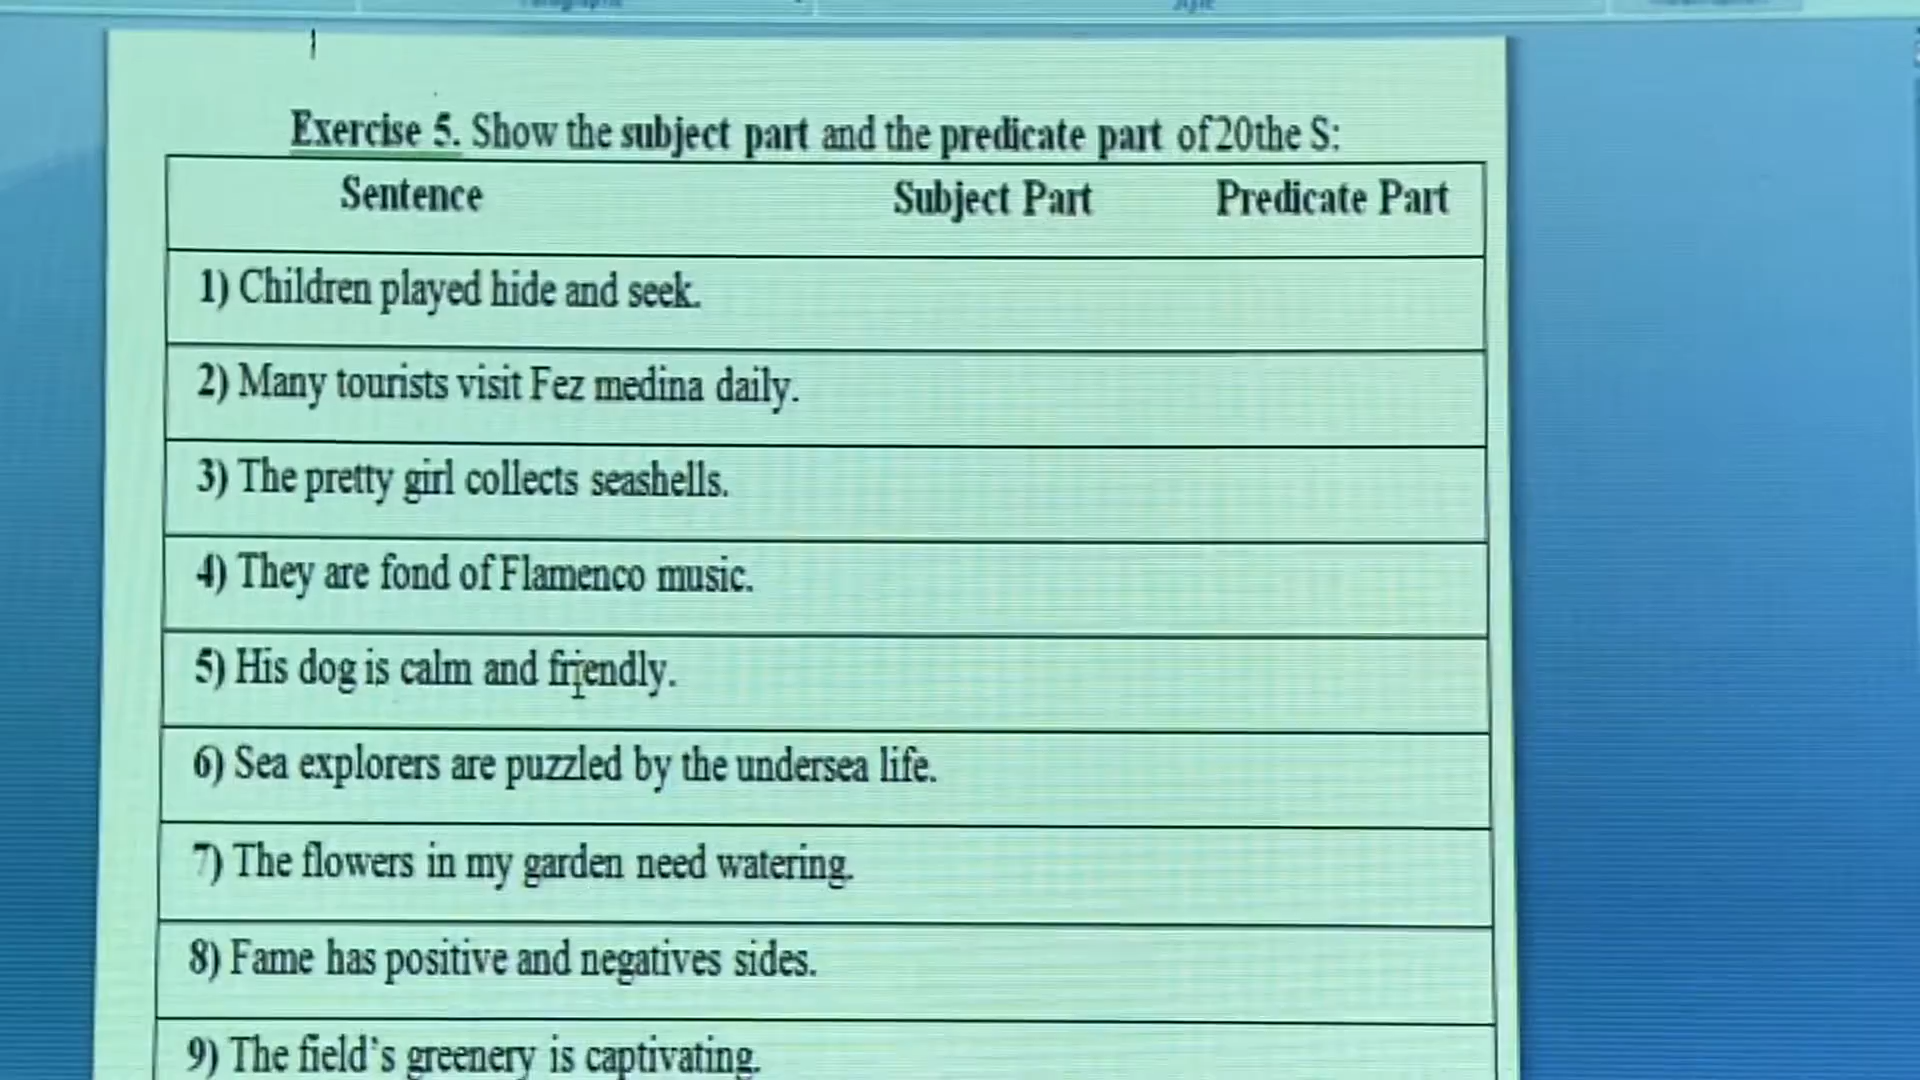 Exercise 5. Show the subject part and the predicate part of20the S:
Sentence Subject Part Predicate Part
1) Children played hide and seek.
2) Many tourists visit Fez medina daily.
3) The pretty girl collects seashells.
4) They are fond of Flamenco music.
5) His dog is calm and friendly.
6) Sea explorers are puzzled by the undersea life.
7) The flowers in my garden need watering.
8) Fame has positive and negatives sides.
9) The field's greenery is captivating.